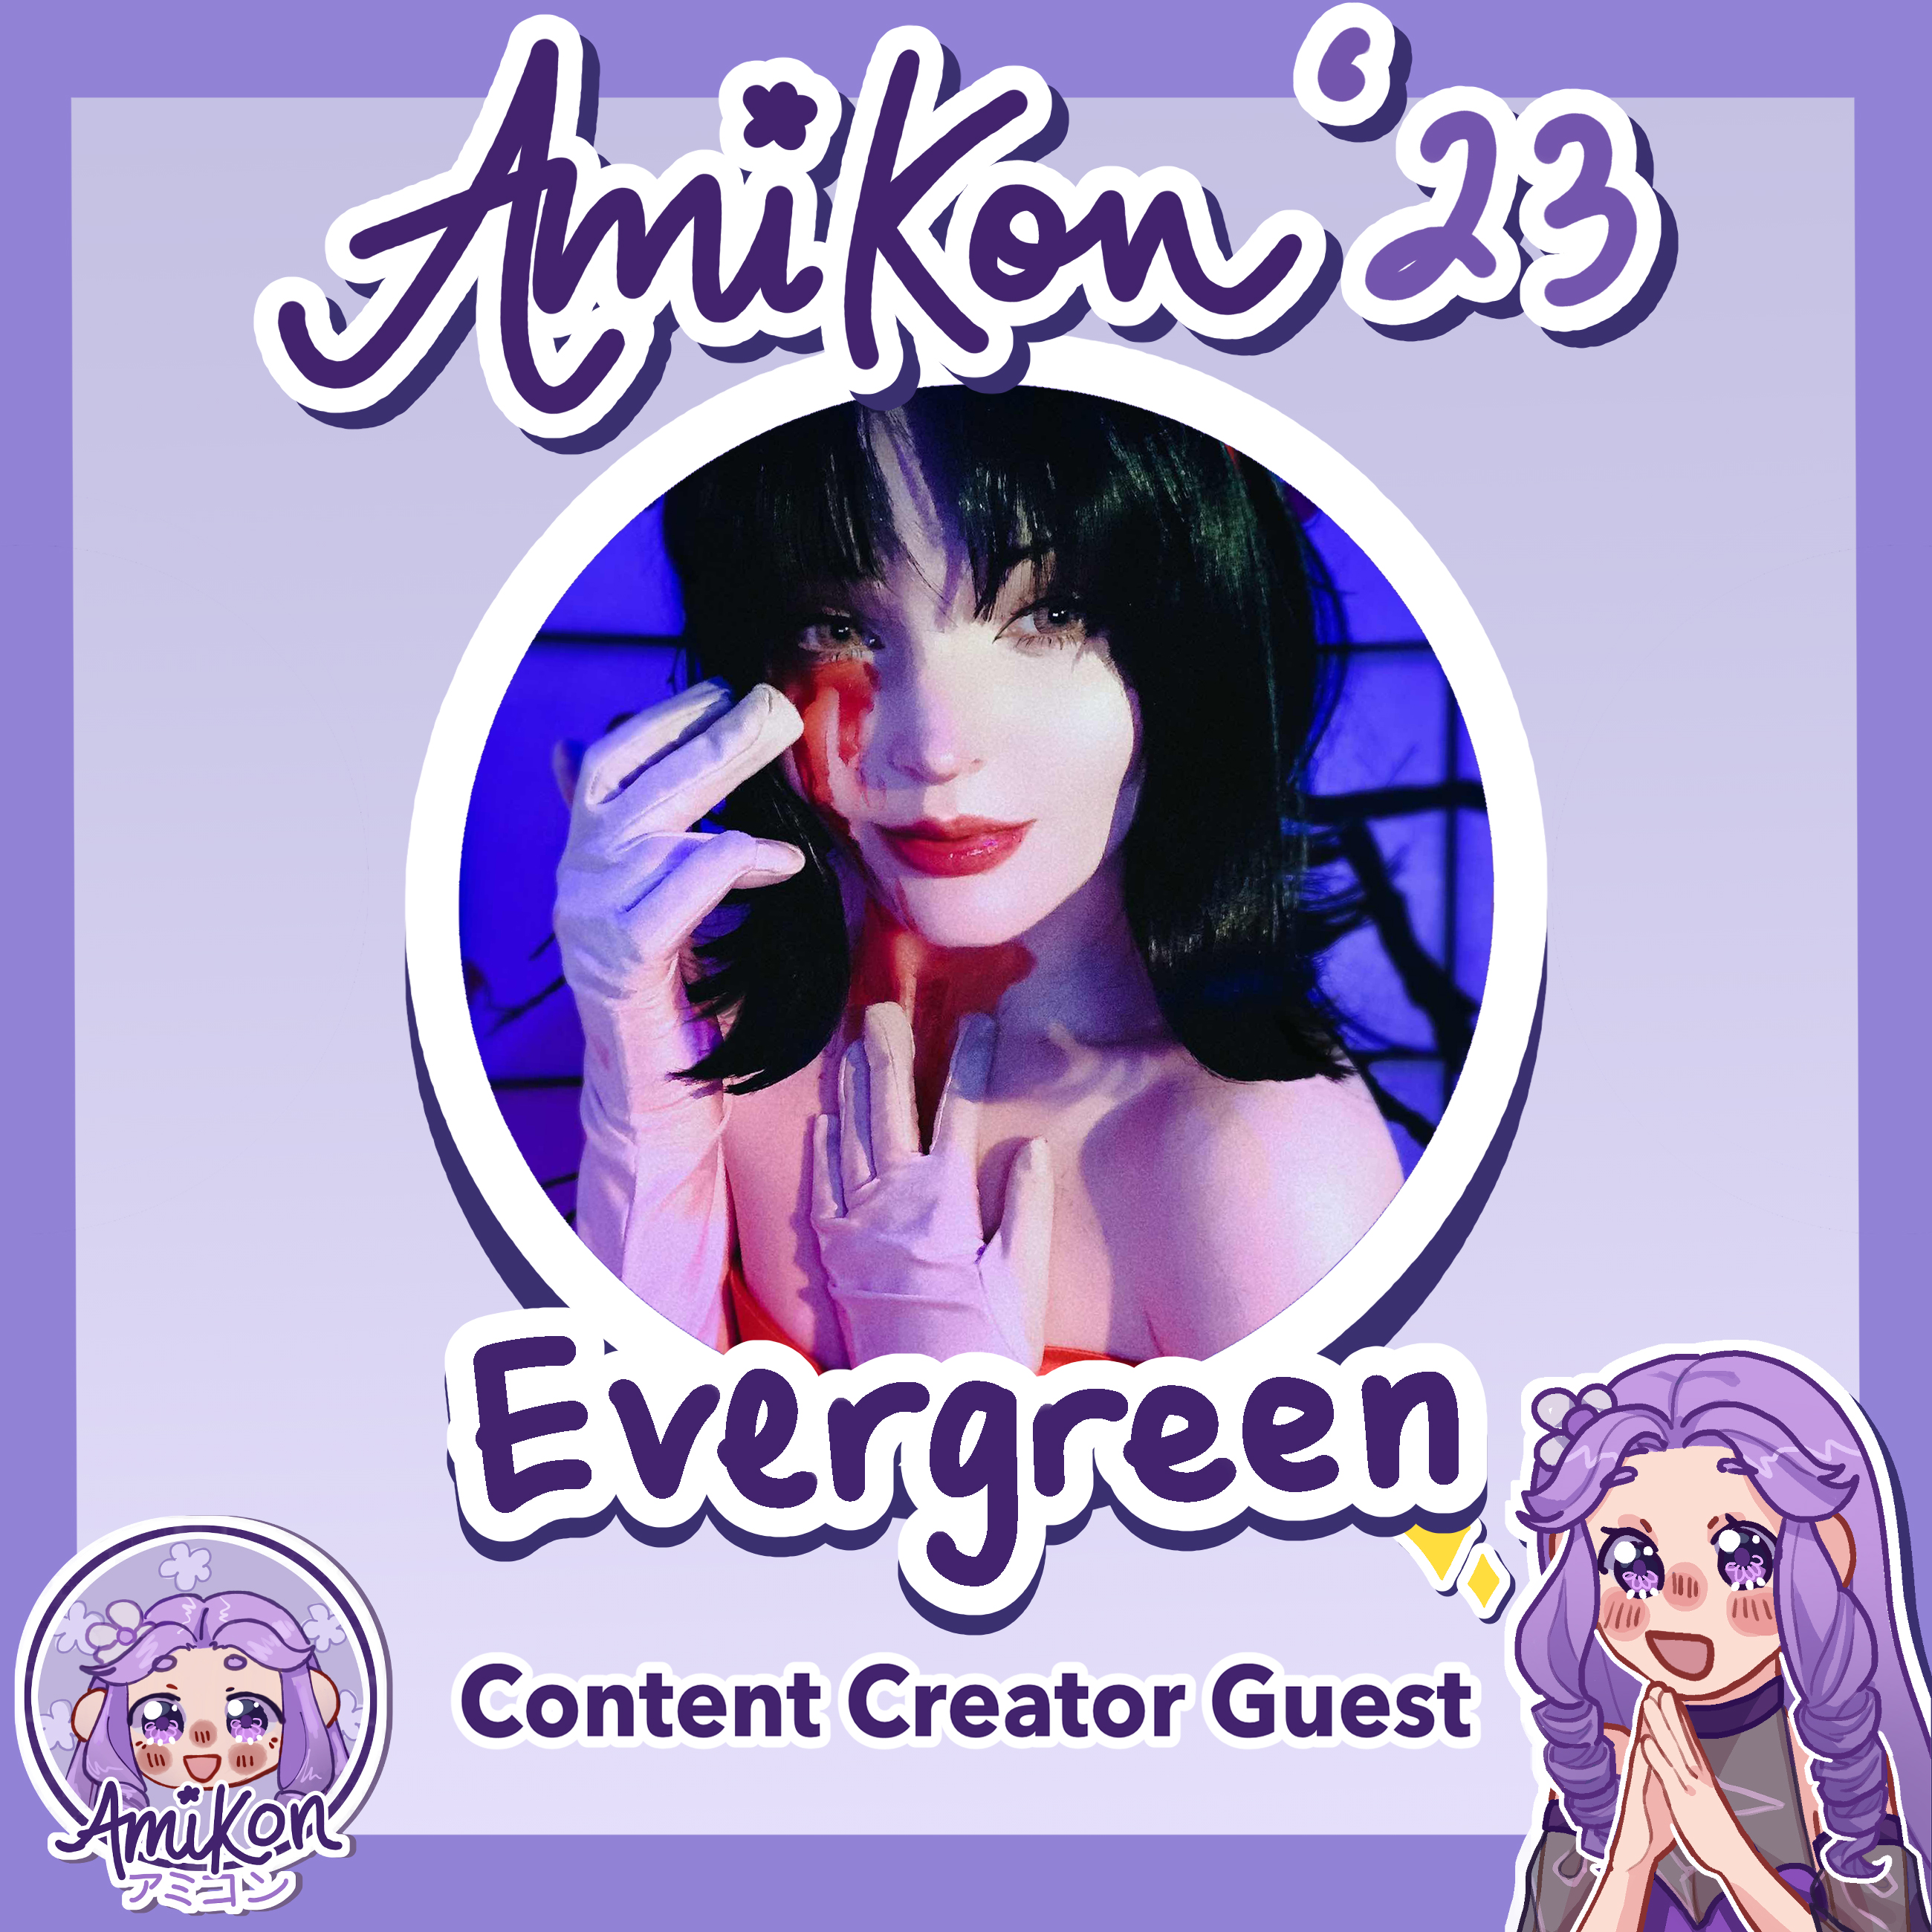 AmiKon '23
Evergreen
Content Creator Guest
AmiKon
アミコン